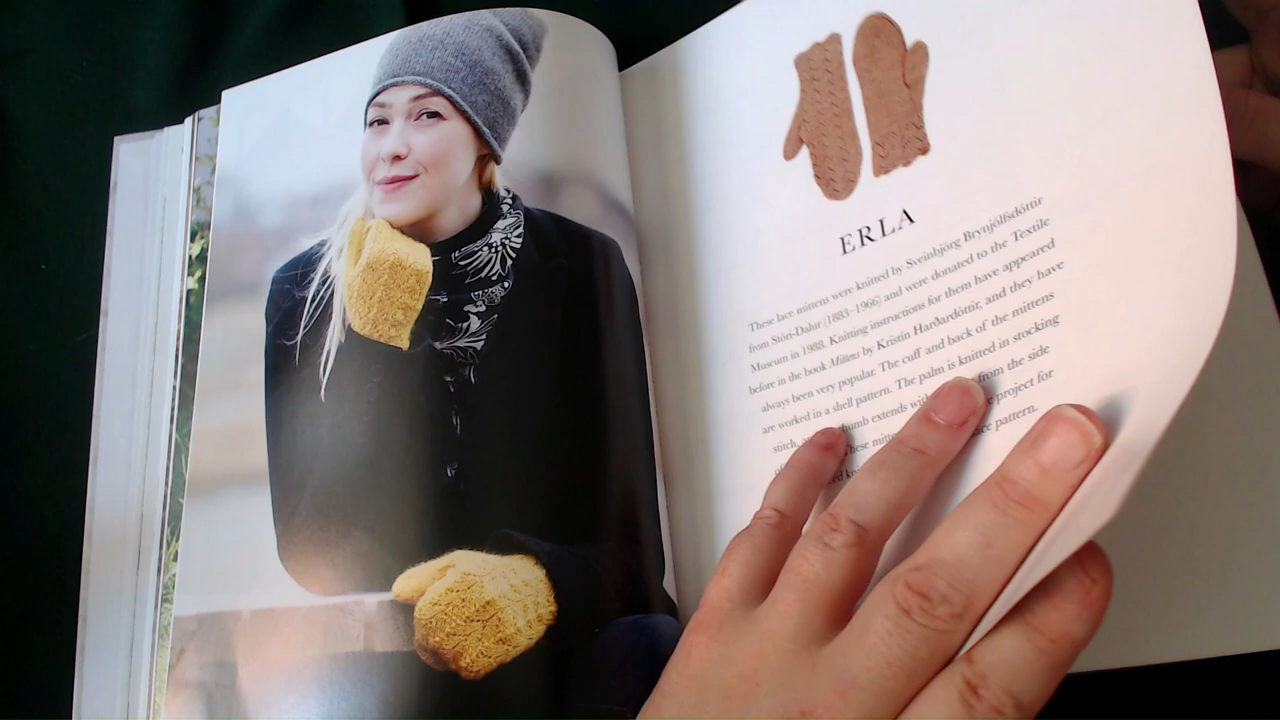 ERLA
These lace mittens were knitted by Sveinbjörg Brynjólfsdóttir
from Stóri-Dalur (1883–1966) and were donated to the Textile
Museum in 1988. Knitting instructions for them have appeared
before in the book Mittens by Kristín Harðardóttir, and they have
always been very popular. The cuff and back of the mittens
are worked in a shell pattern. The palm is knitted in stocking
stitch, thumb extends from the side
of These project for
lace pattern.